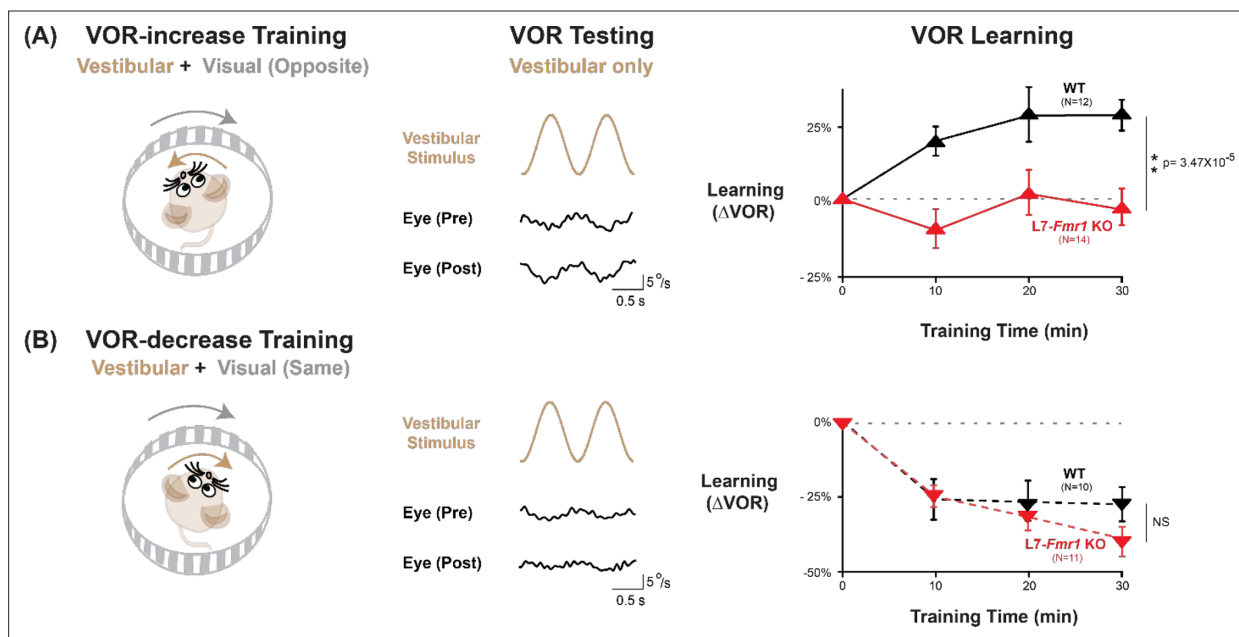 (A) VOR-increase Training
Vestibular + Visual (Opposite)
VOR Testing
Vestibular only
Vestibular
Stimulus
Eye (Pre)
Eye (Post)
5 °/s
0.5 s
VOR Learning
Learning
(ΔVOR)
25%
0%
- 25%
0 10 20 30
Training Time (min)
WT
(N=12)
L7-Fmr1 KO
(N=14)
** p= 3.47X10⁻⁵
(B) VOR-decrease Training
Vestibular + Visual (Same)
Vestibular
Stimulus
Eye (Pre)
Eye (Post)
5 °/s
0.5 s
Learning
(ΔVOR)
0%
- 25%
-50%
0 10 20 30
Training Time (min)
WT
(N=10)
L7-Fmr1 KO
(N=11)
NS